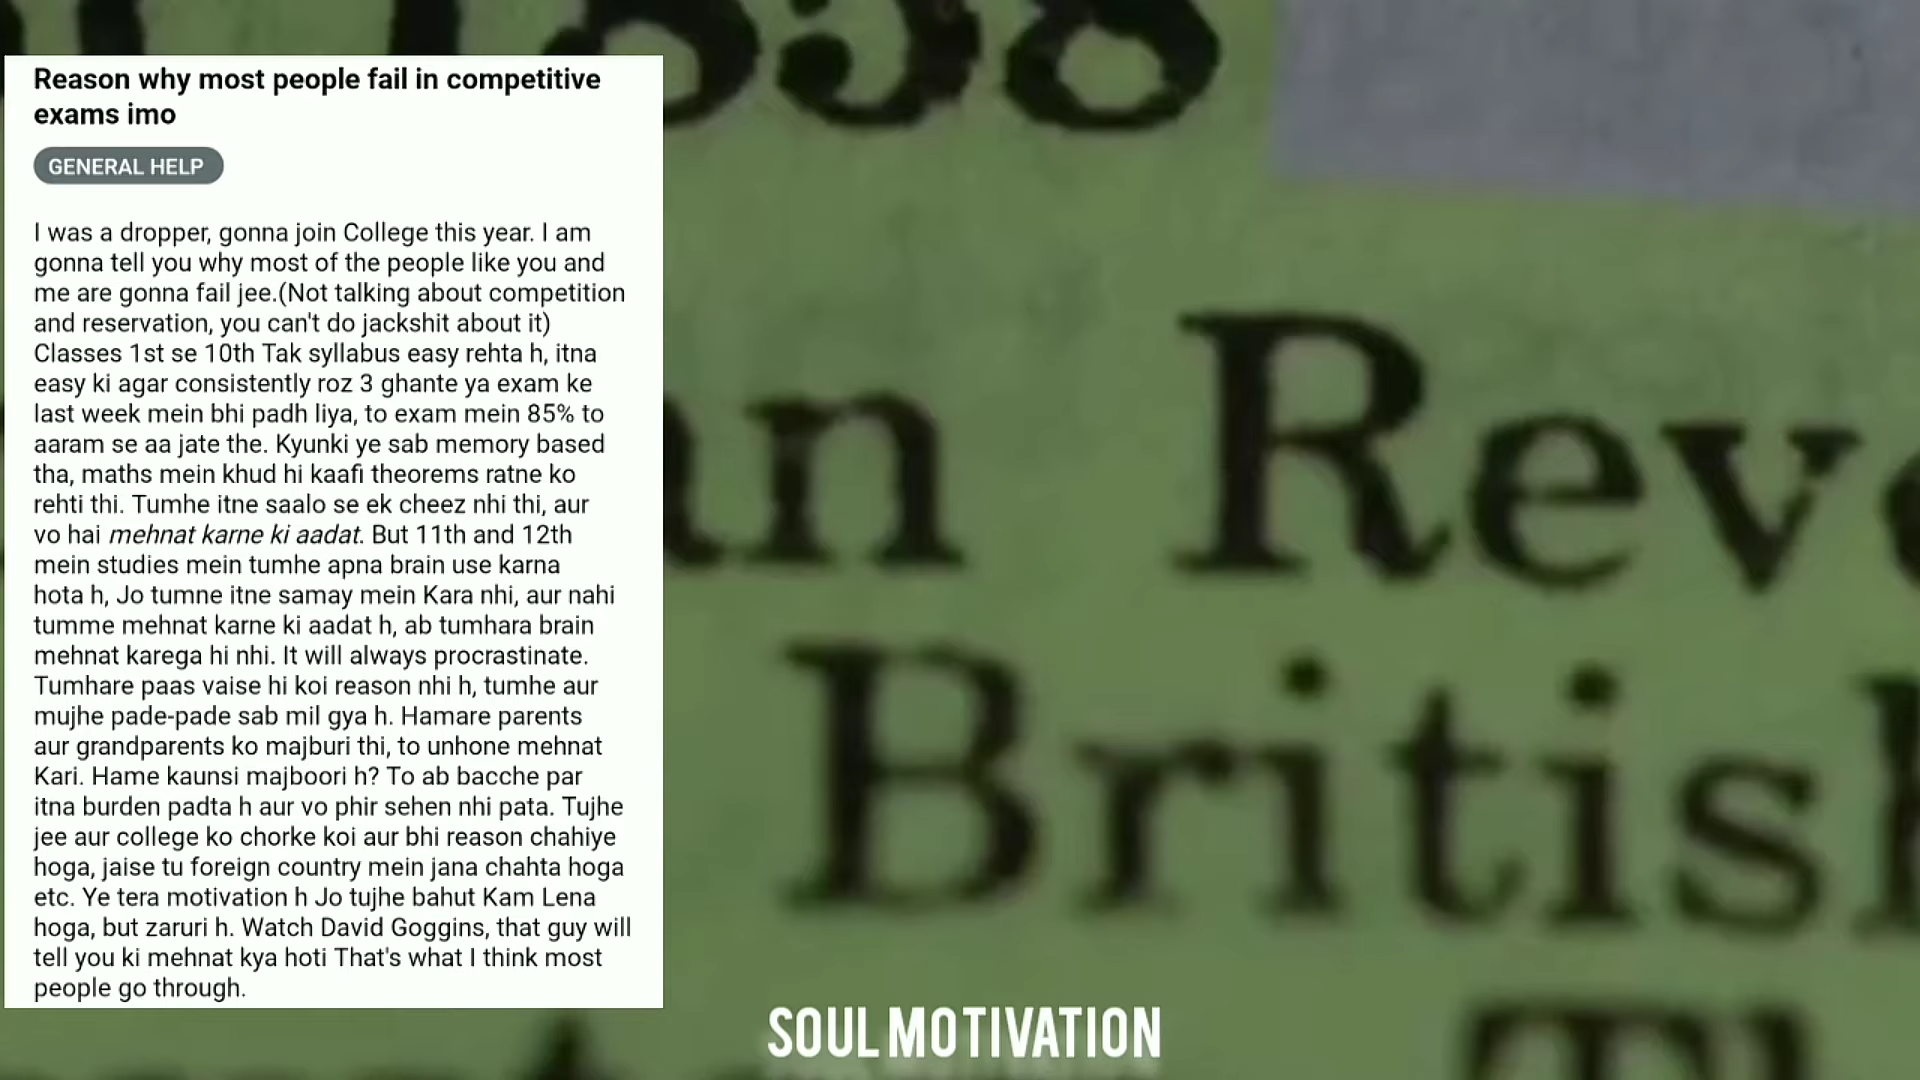 1838
Reason why most people fail in competitive
exams imo
GENERAL HELP
I was a dropper, gonna join College this year. I am
gonna tell you why most of the people like you and
me are gonna fail jee.(Not talking about competition
and reservation, you can't do jackshit about it)
Classes 1st se 10th Tak syllabus easy rehta h, itna
easy ki agar consistently roz 3 ghante ya exam ke
last week mein bhi padh liya, to exam mein 85% to
aaram se aa jate the. Kyunki ye sab memory based
tha, maths mein khud hi kaafi theorems ratne ko
rehti thi. Tumhe itne saalo se ek cheez nhi thi, aur
vo hai mehnat karne ki aadat. But 11th and 12th
mein studies mein tumhe apna brain use karna
hota h, Jo tumne itne samay mein Kara nhi, aur nahi
tumme mehnat karne ki aadat h, ab tumhara brain
mehnat karega hi nhi. It will always procrastinate.
Tumhare paas vaise hi koi reason nhi h, tumhe aur
mujhe pade-pade sab mil gya h. Hamare parents
aur grandparents ko majburi thi, to unhone mehnat
Kari. Hame kaunsi majboori h? To ab bacche par
itna burden padta h aur vo phir sehen nhi pata. Tujhe
jee aur college ko chorke koi aur bhi reason chahiye
hoga, jaise tu foreign country mein jana chahta hoga
etc. Ye tera motivation h Jo tujhe bahut Kam Lena
hoga, but zaruri h. Watch David Goggins, that guy will
tell you ki mehnat kya hoti That's what I think most
people go through.
an Reve
British
SOUL MOTIVATION